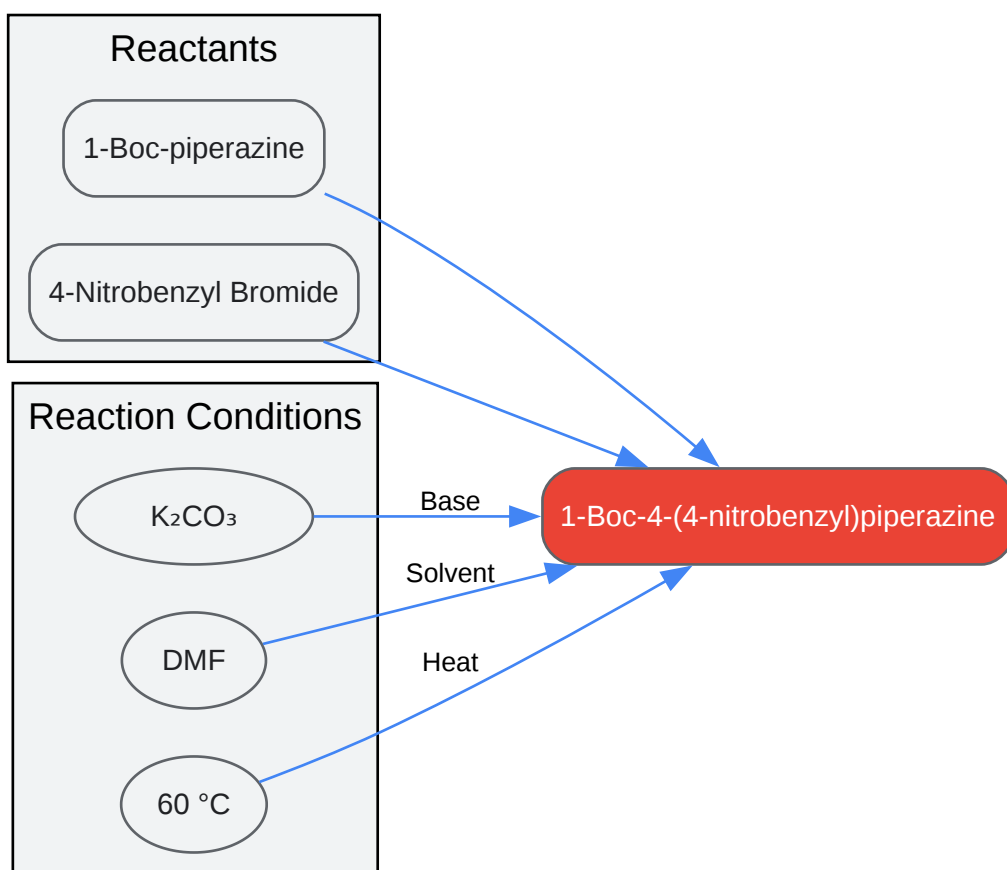 Reactants
1-Boc-piperazine
4-Nitrobenzyl Bromide
Reaction Conditions
K₂CO₃
Base
1-Boc-4-(4-nitrobenzyl)piperazine
Solvent
DMF
Heat
60 °C